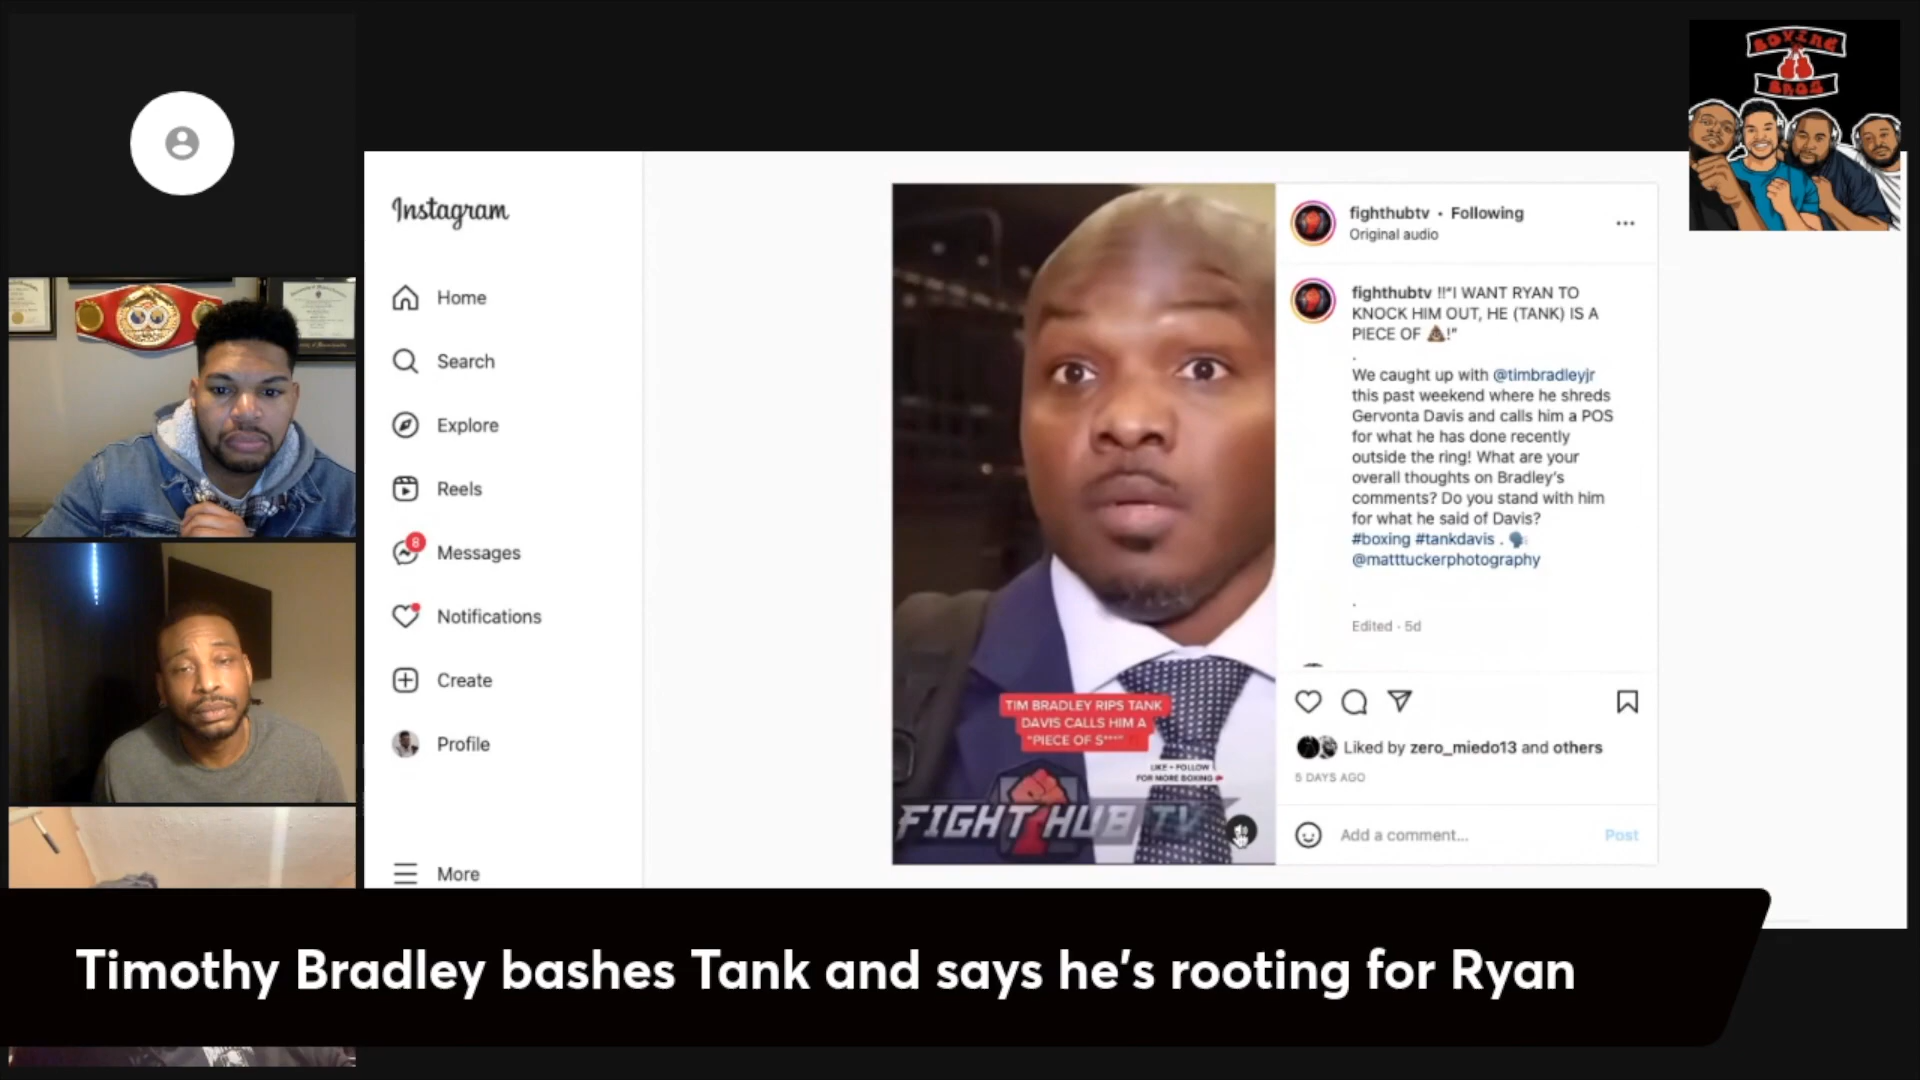 BOXING
BROS
Instagram
Home
Search
Explore
Reels
8
Messages
Notifications
Create
Profile
More
TIM BRADLEY RIPS TANK
DAVIS CALLS HIM A
"PIECE OF S***"
LIKE + FOLLOW
FOR MORE BOXING
FIGHT HUB TV
fighthubtv • Following
Original audio
fighthubtv ‼️"I WANT RYAN TO
KNOCK HIM OUT, HE (TANK) IS A
PIECE OF 💩!"
.
We caught up with @timbradleyjr
this past weekend where he shreds
Gervonta Davis and calls him a POS
for what he has done recently
outside the ring! What are your
overall thoughts on Bradley's
comments? Do you stand with him
for what he said of Davis?
#boxing #tankdavis . 🗣️
@matttuckerphotography
.
Edited · 5d
Liked by zero_miedo13 and others
5 DAYS AGO
Add a comment...
Post
Timothy Bradley bashes Tank and says he's rooting for Ryan